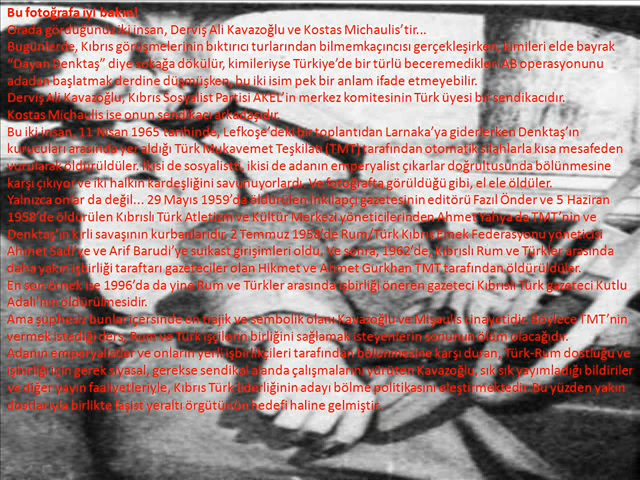 Bu fotoğrafa iyi bakın!
Orada gördüğünüz iki insan, Derviş Ali Kavazoğlu ve Kostas Michaulis’tir...
Bugünlerde, Kıbrıs görüşmelerinin bıktırıcı turlarından bilmemkaçıncısı gerçekleşirken, kimileri elde bayrak
“Dayan Denktaş” diye sokağa dökülür, kimileriyse Türkiye’de bir türlü beceremedikleri AB operasyonunu
adadan başlatmak derdine düşmüşken, bu iki isim pek bir anlam ifade etmeyebilir.
Derviş Ali Kavazoğlu, Kıbrıs Sosyalist Partisi AKEL’in merkez komitesinin Türk üyesi bir sendikacıdır.
Kostas Michaulis ise onun sendikacı arkadaşıdır.
Bu iki insan, 11 Nisan 1965 tarihinde, Lefkoşe’deki bir toplantıdan Larnaka’ya giderlerken Denktaş’ın
kurucuları arasında yer aldığı Türk Mukavemet Teşkilatı (TMT) tarafından otomatik silahlarla kısa mesafeden
vurularak öldürüldüler. İkisi de sosyalistti, ikisi de adanın emperyalist çıkarlar doğrultusunda bölünmesine
karşı çıkıyor ve iki halkın kardeşliğini savunuyorlardı. Ve fotoğrafta görüldüğü gibi, el ele öldüler.
Yalnızca onlar da değil... 29 Mayıs 1959’da öldürülen İnkılapçı gazetesinin editörü Fazıl Önder ve 5 Haziran
1958’de öldürülen Kıbrıslı Türk Atletizm ve Kültür Merkezi yöneticilerinden Ahmet Yahya da TMT’nin ve
Denktaş’ın kirli savaşının kurbanlarıdır. 2 Temmuz 1958’de Rum/Türk Kıbrıs Emek Federasyonu yöneticisi
Ahmet Sadi’ye ve Arif Barudi’ye suikast girişimleri oldu. Ve sonra, 1962’de, Kıbrıslı Rum ve Türkler arasında
daha yakın işbirliği taraftarı gazeteciler olan Hikmet ve Ahmet Gurkhan TMT tarafından öldürüldüler.
En son örnek ise 1996’da da yine Rum ve Türkler arasında işbirliği öneren gazeteci Kıbrıslı Türk gazeteci Kutlu
Adalı’nın öldürülmesidir.
Ama şüphesiz bunlar içersinde en trajik ve sembolik olanı Kavazoğlu ve Mişaulis cinayetidir. Böylece TMT’nin
vermek istediği ders, Rum ve Türk işçilerin birliğini sağlamak isteyenlerin sonunun ölüm olacağıdır.
Adanın emperyalistler ve onların yerli işbirlikçileri tarafından bölünmesine karşı duran, Türk-Rum dostluğu ve
işbirliği için gerek siyasal, gerekse sendikal alanda çalışmalarını yürüten Kavazoğlu, sık sık yayımladığı bildiriler
ve diğer yayın faaliyetleriyle, Kıbrıs Türk liderliğinin adayı bölme politikasını eleştirmektedir. Bu yüzden yakın
dostlarıyla birlikte faşist yeraltı örgütünün hedefi haline gelmiştir.